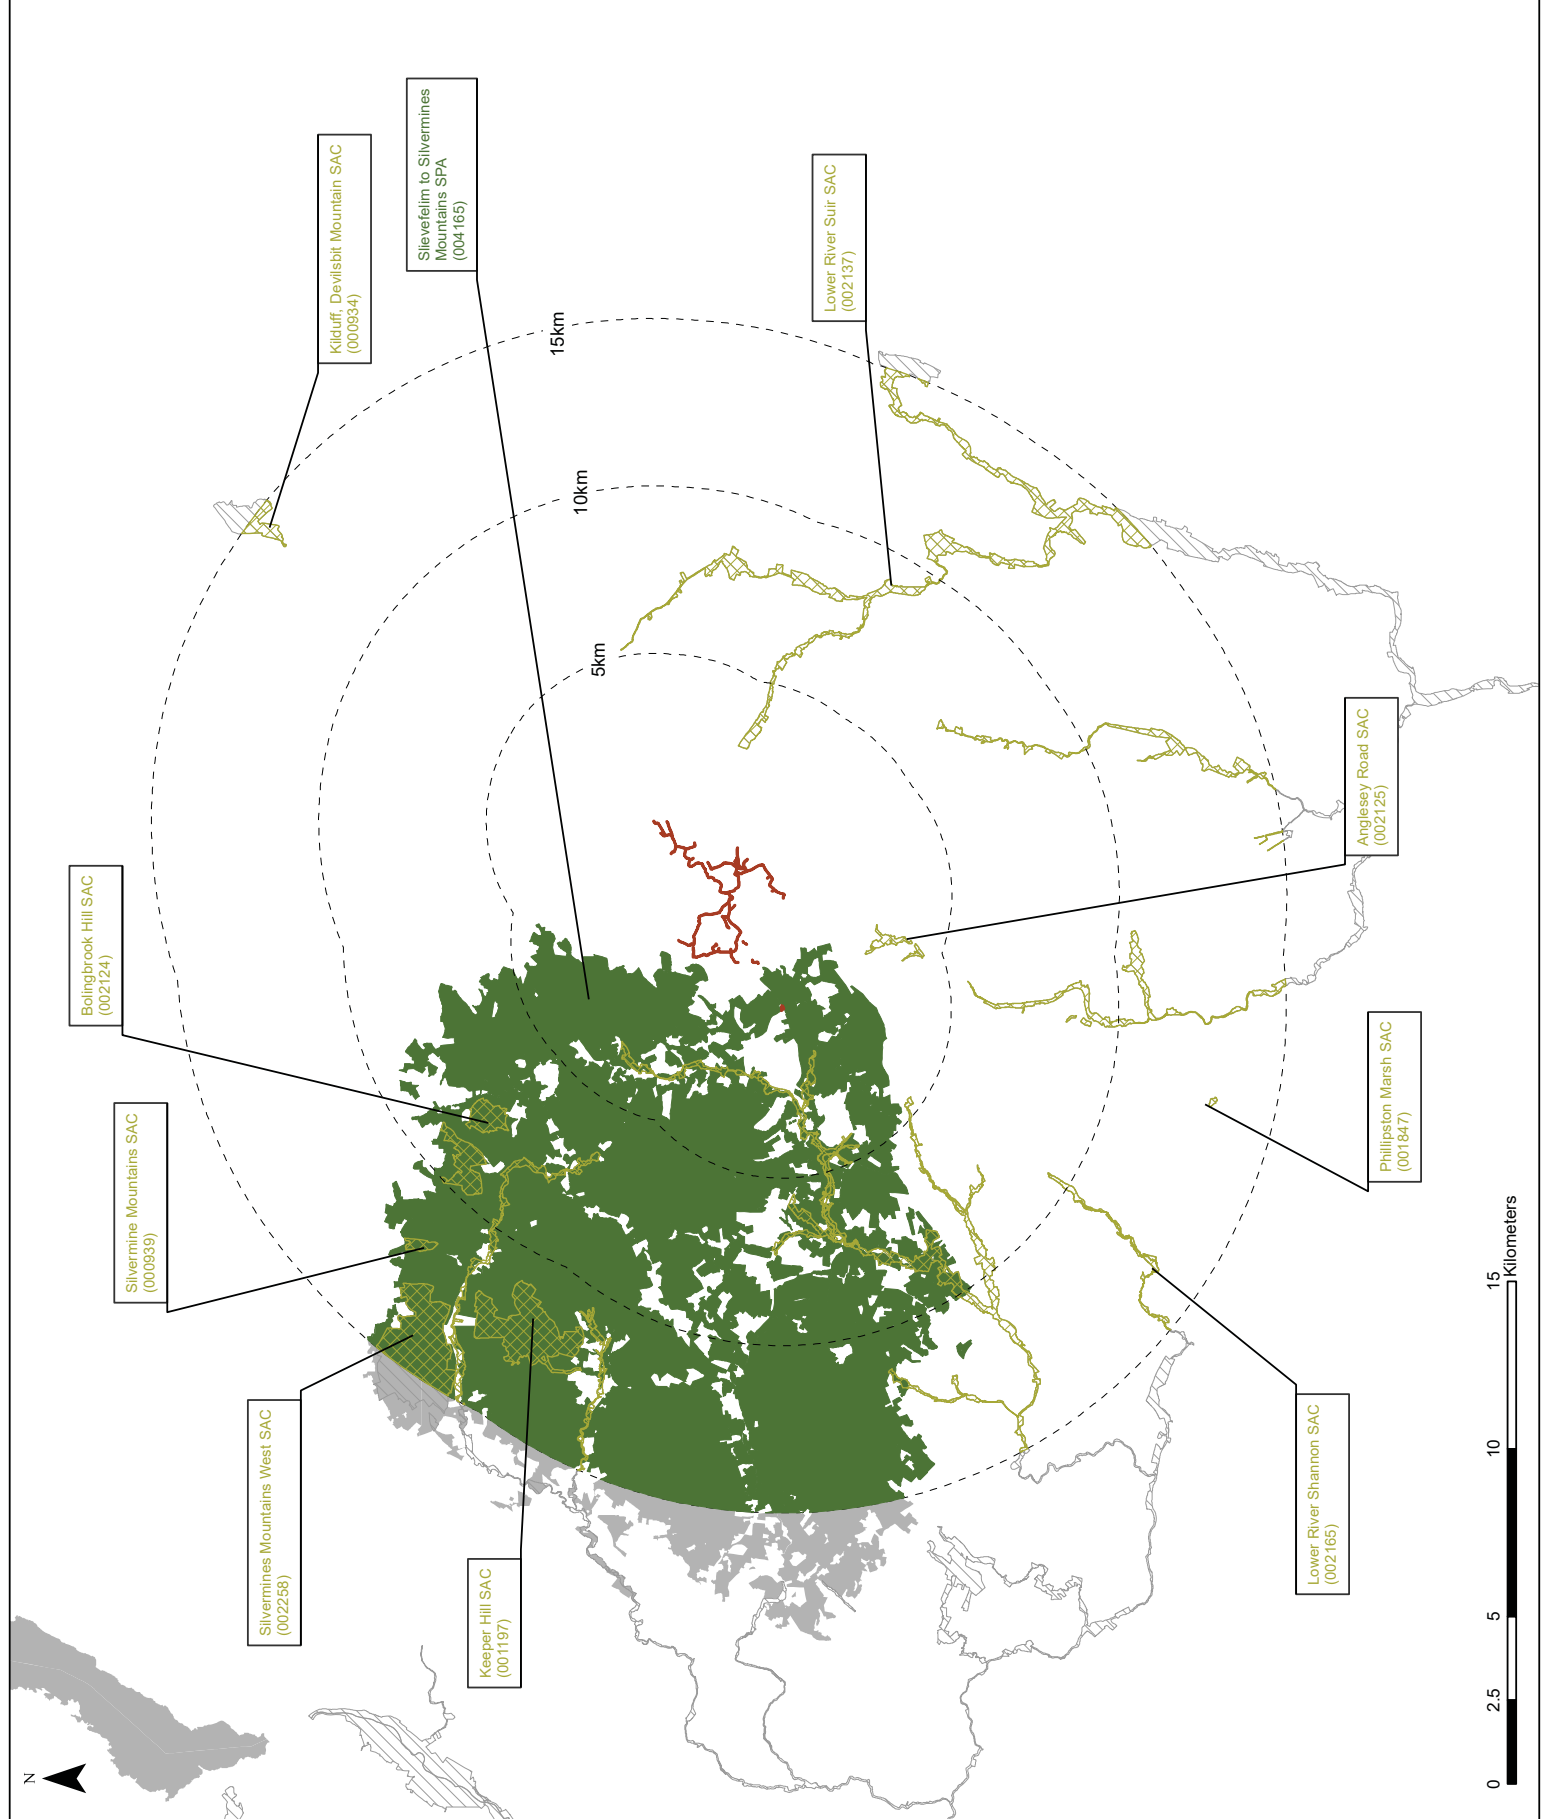 Kilduff, Devilsbit Mountain SAC
(000934)
Slievefelim to Silvermines
Mountains SPA
(004165)
Lower River Suir SAC
(002137)
15km
10km
5km
Bolingbrook Hill SAC
(002124)
Anglesey Road SAC
(002125)
Silvermine Mountains SAC
(000939)
Phillipston Marsh SAC
(001847)
Silvermines Mountains West SAC
(002258)
Keeper Hill SAC
(001197)
Lower River Shannon SAC
(002165)
N
0 2.5 5 10 15
Kilometers